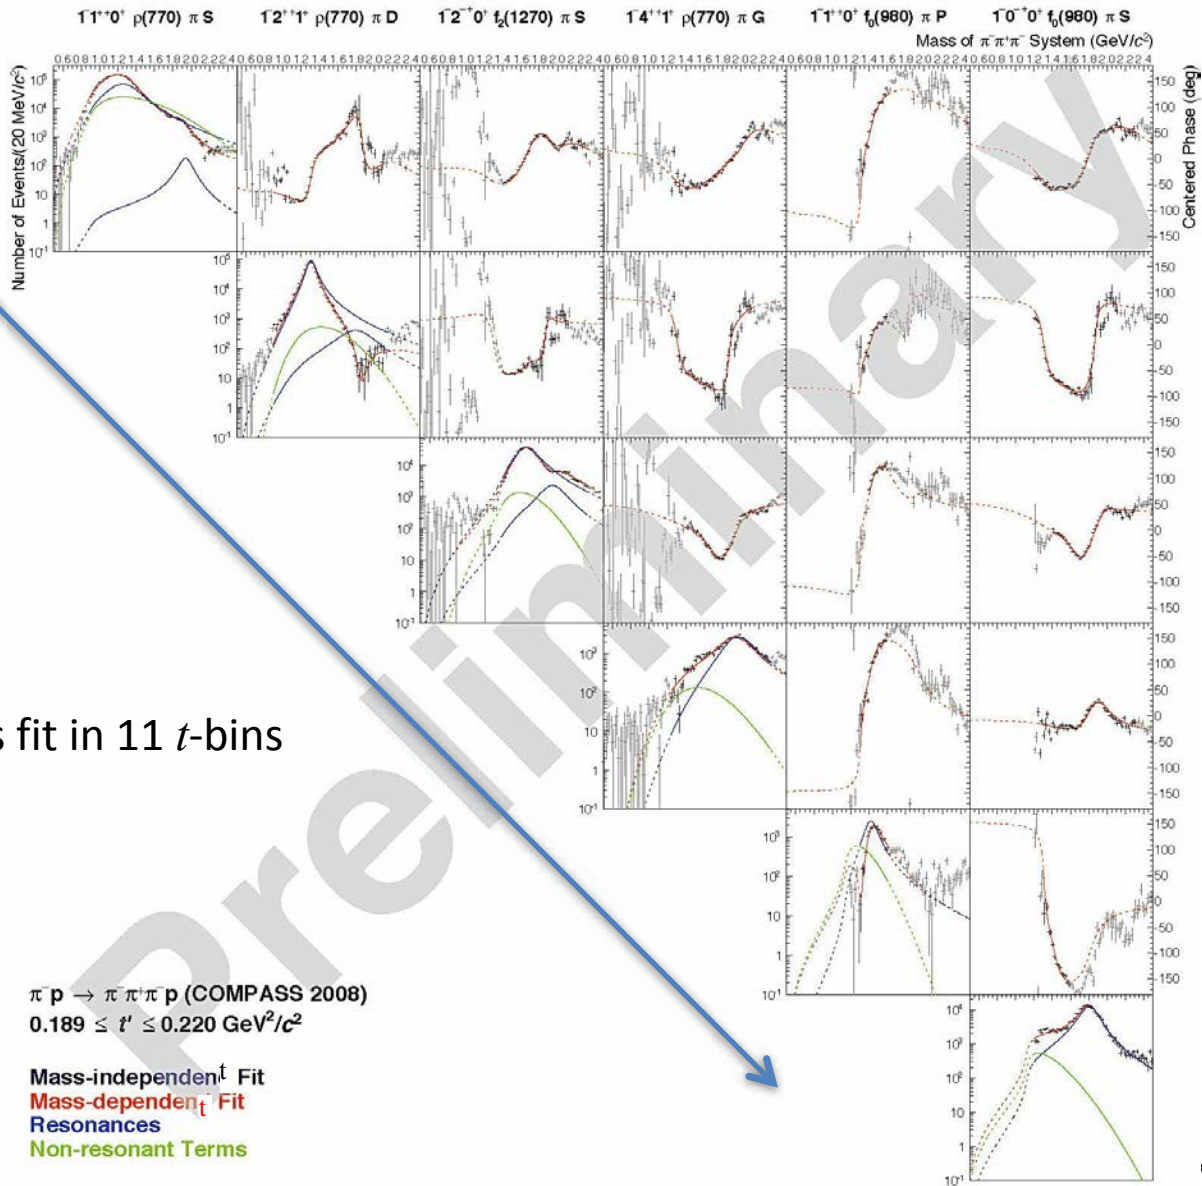 1⁻1⁺⁺0⁺ ρ(770) π S
1⁻2⁺⁺1⁺ ρ(770) π D
1⁻2⁻⁺0⁺ f₂(1270) π S
1⁻4⁺⁺1⁺ ρ(770) π G
1⁻1⁺⁺0⁺ f₀(980) π P
1⁻0⁻⁺0⁺ f₀(980) π S
Mass of π⁻π⁺π⁻ System (GeV/c²)
Number of Events/(20 MeV/c²)
Centered Phase (deg)
Preliminary
s fit in 11 t-bins
π⁻p → π⁻π⁺π⁻p (COMPASS 2008)
0.189 ≤ t' ≤ 0.220 GeV²/c²
Mass-independent Fit
Mass-dependent Fit
Resonances
Non-resonant Terms